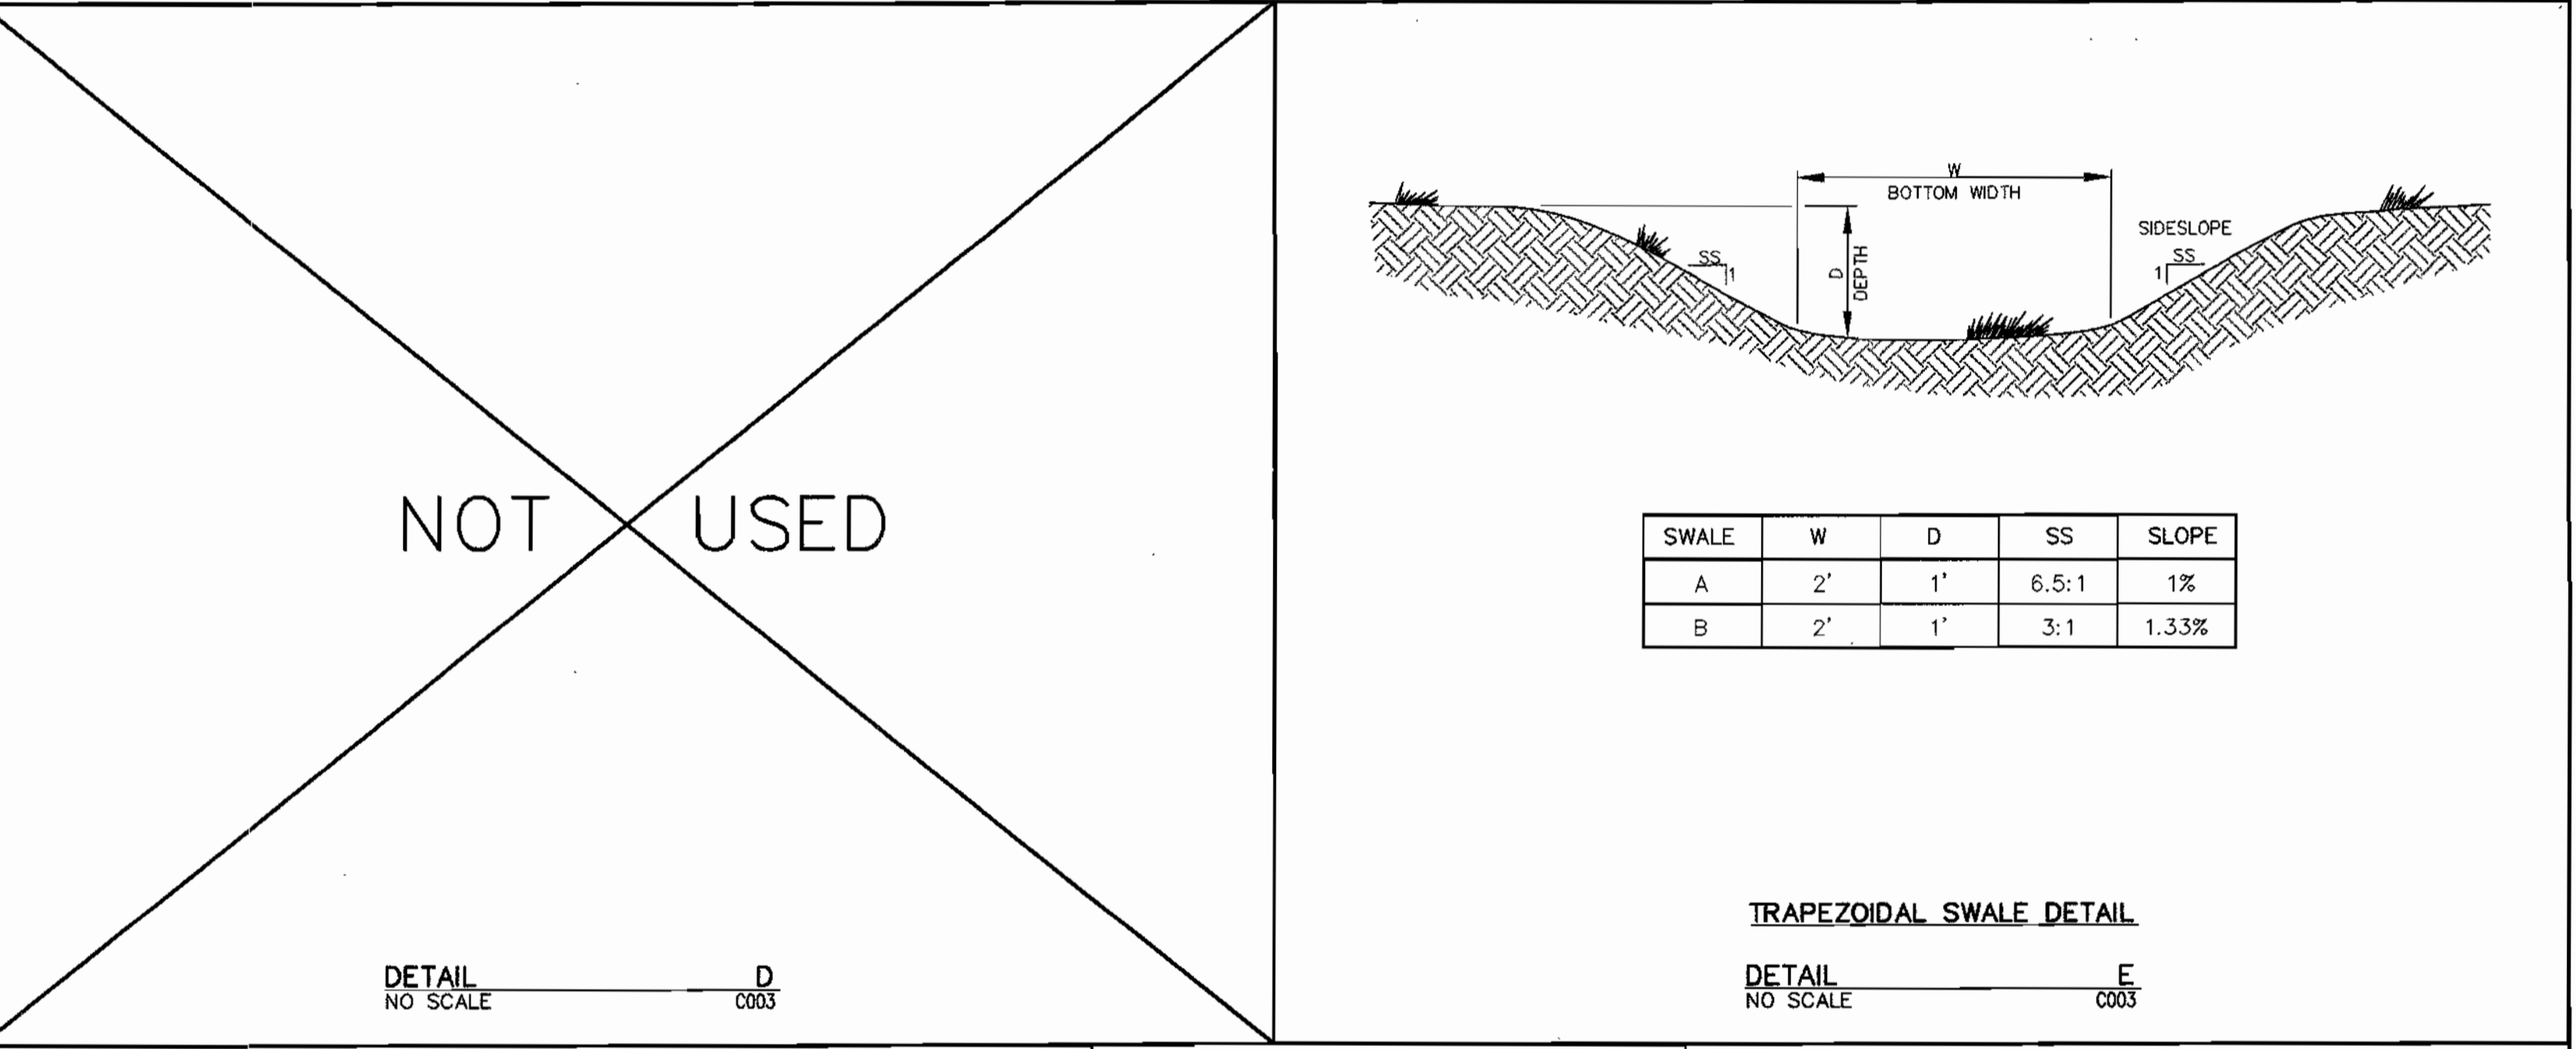 NOT USED
DETAIL D
NO SCALE C003
W
BOTTOM WIDTH
D
DEPTH
SS
1
SIDESLOPE
SS
1
SWALE W D SS SLOPE
A 2' 1' 6.5:1 1%
B 2' 1' 3:1 1.33%
TRAPEZOIDAL SWALE DETAIL
DETAIL E
NO SCALE C003